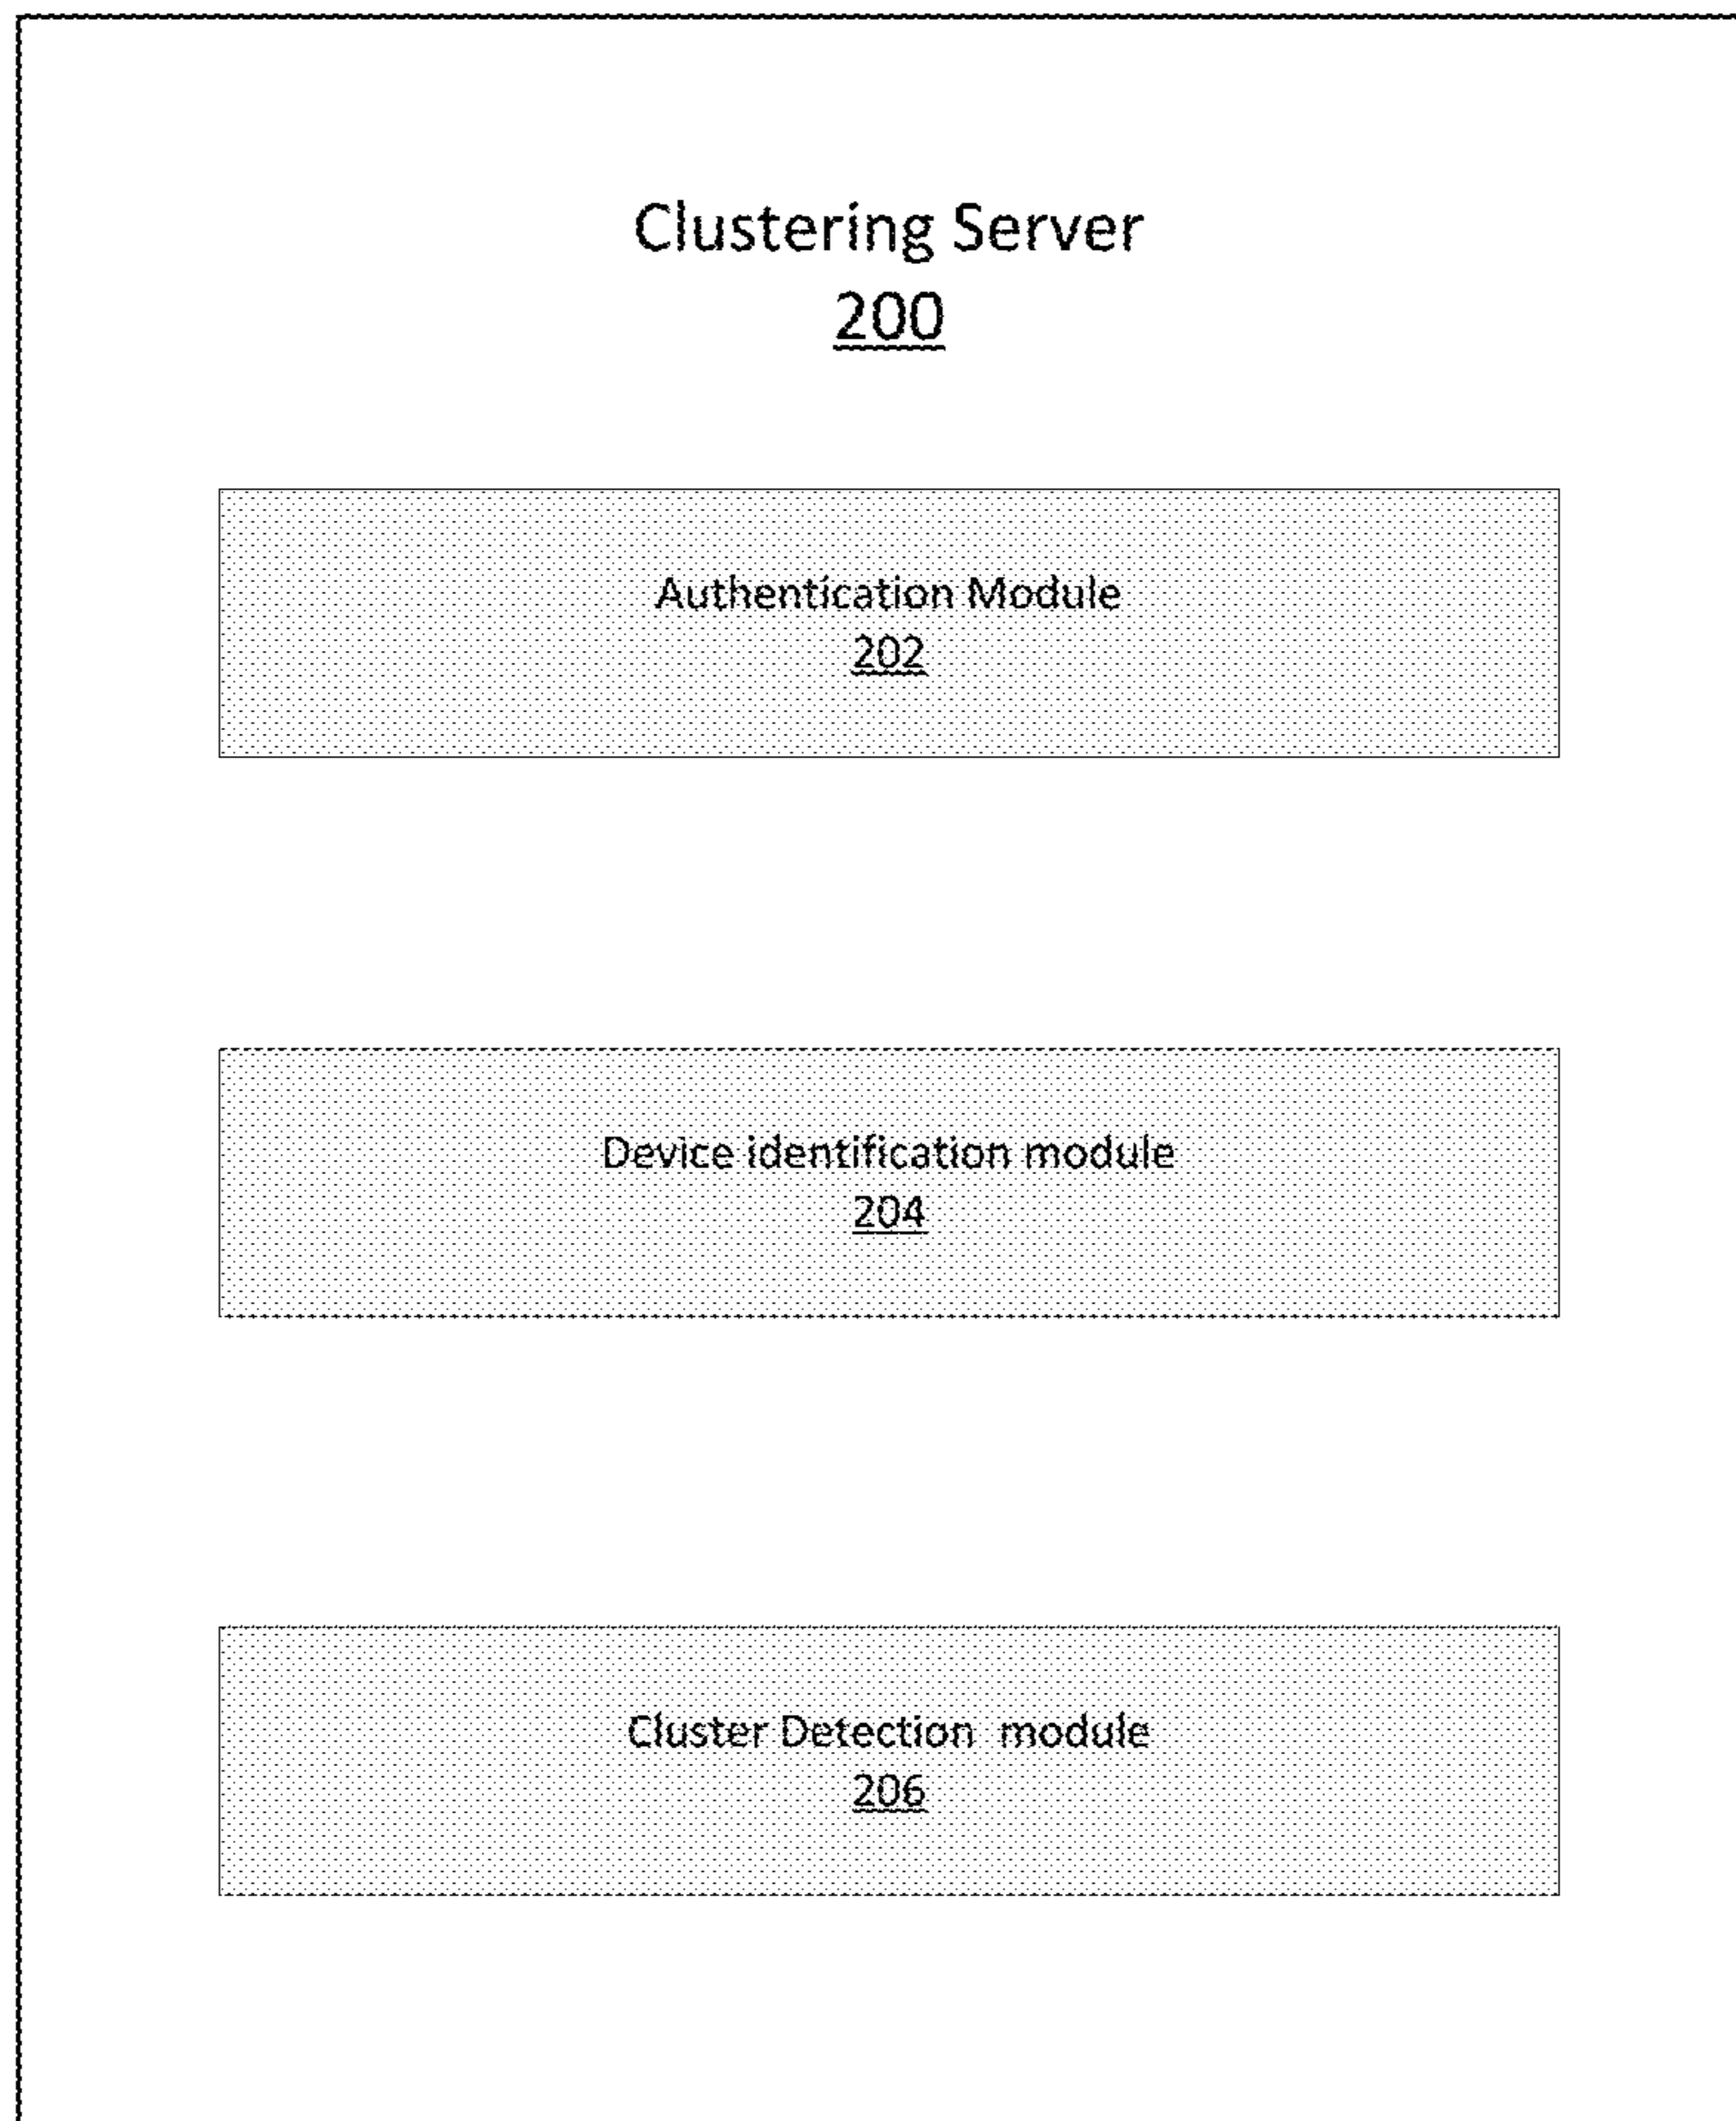 Clustering Server
200
Authentication Module
202
Device identification module
204
Cluster Detection  module
206